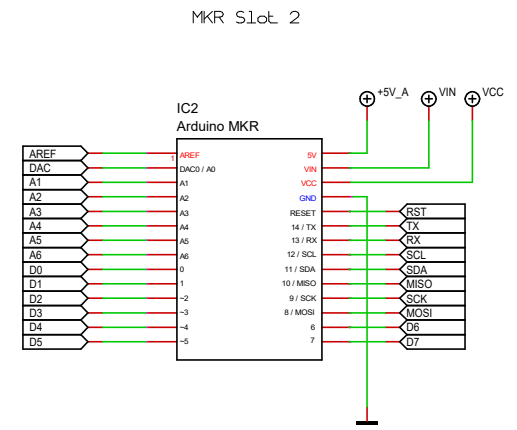 MKR Slot 2
+5V_A VIN VCC
IC2
Arduino MKR
AREF 1 AREF 5V
DAC DAC0 / A0 VIN
A1 A1 VCC
A2 A2 GND
A3 A3 RESET RST
A4 A4 14 / TX TX
A5 A5 13 / RX RX
A6 A6 12 / SCL SCL
D0 0 11 / SDA SDA
D1 1 10 / MISO MISO
D2 ~2 9 / SCK SCK
D3 ~3 8 / MOSI MOSI
D4 ~4 6 D6
D5 ~5 7 D7